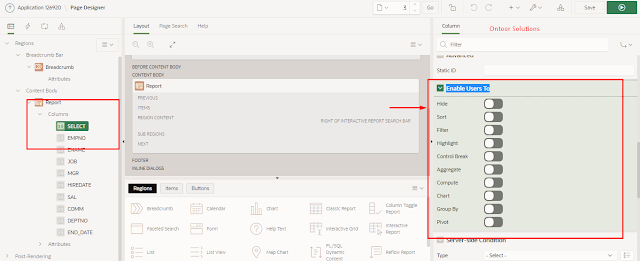 Application 126920 \ Page Designer
3
Go
Save
Regions
Breadcrumb Bar
Breadcrumb
Attributes
Content Body
Report
Columns
SELECT
EMPNO
ENAME
JOB
MGR
HIREDATE
SAL
COMM
DEPTNO
END_DATE
Attributes
Post-Rendering
Layout
Page Search
Help
BEFORE CONTENT BODY
CONTENT BODY
Report
PREVIOUS
ITEMS
REGION CONTENT
RIGHT OF INTERACTIVE REPORT SEARCH BAR
SUB REGIONS
NEXT
FOOTER
INLINE DIALOGS
Regions
Items
Buttons
Breadcrumb
Calendar
Chart
Classic Report
Column Toggle
Report
Faceted Search
Form
Help Text
Interactive Grid
Interactive
Report
List
List View
Map Chart
PL/SQL
Dynamic
Content
Reflow Report
Column
Ontoor Solutions
Filter
Advanced
Static ID
Enable Users To
Hide
Sort
Filter
Highlight
Control Break
Aggregate
Compute
Chart
Group By
Pivot
Server-side Condition
Type
- Select -